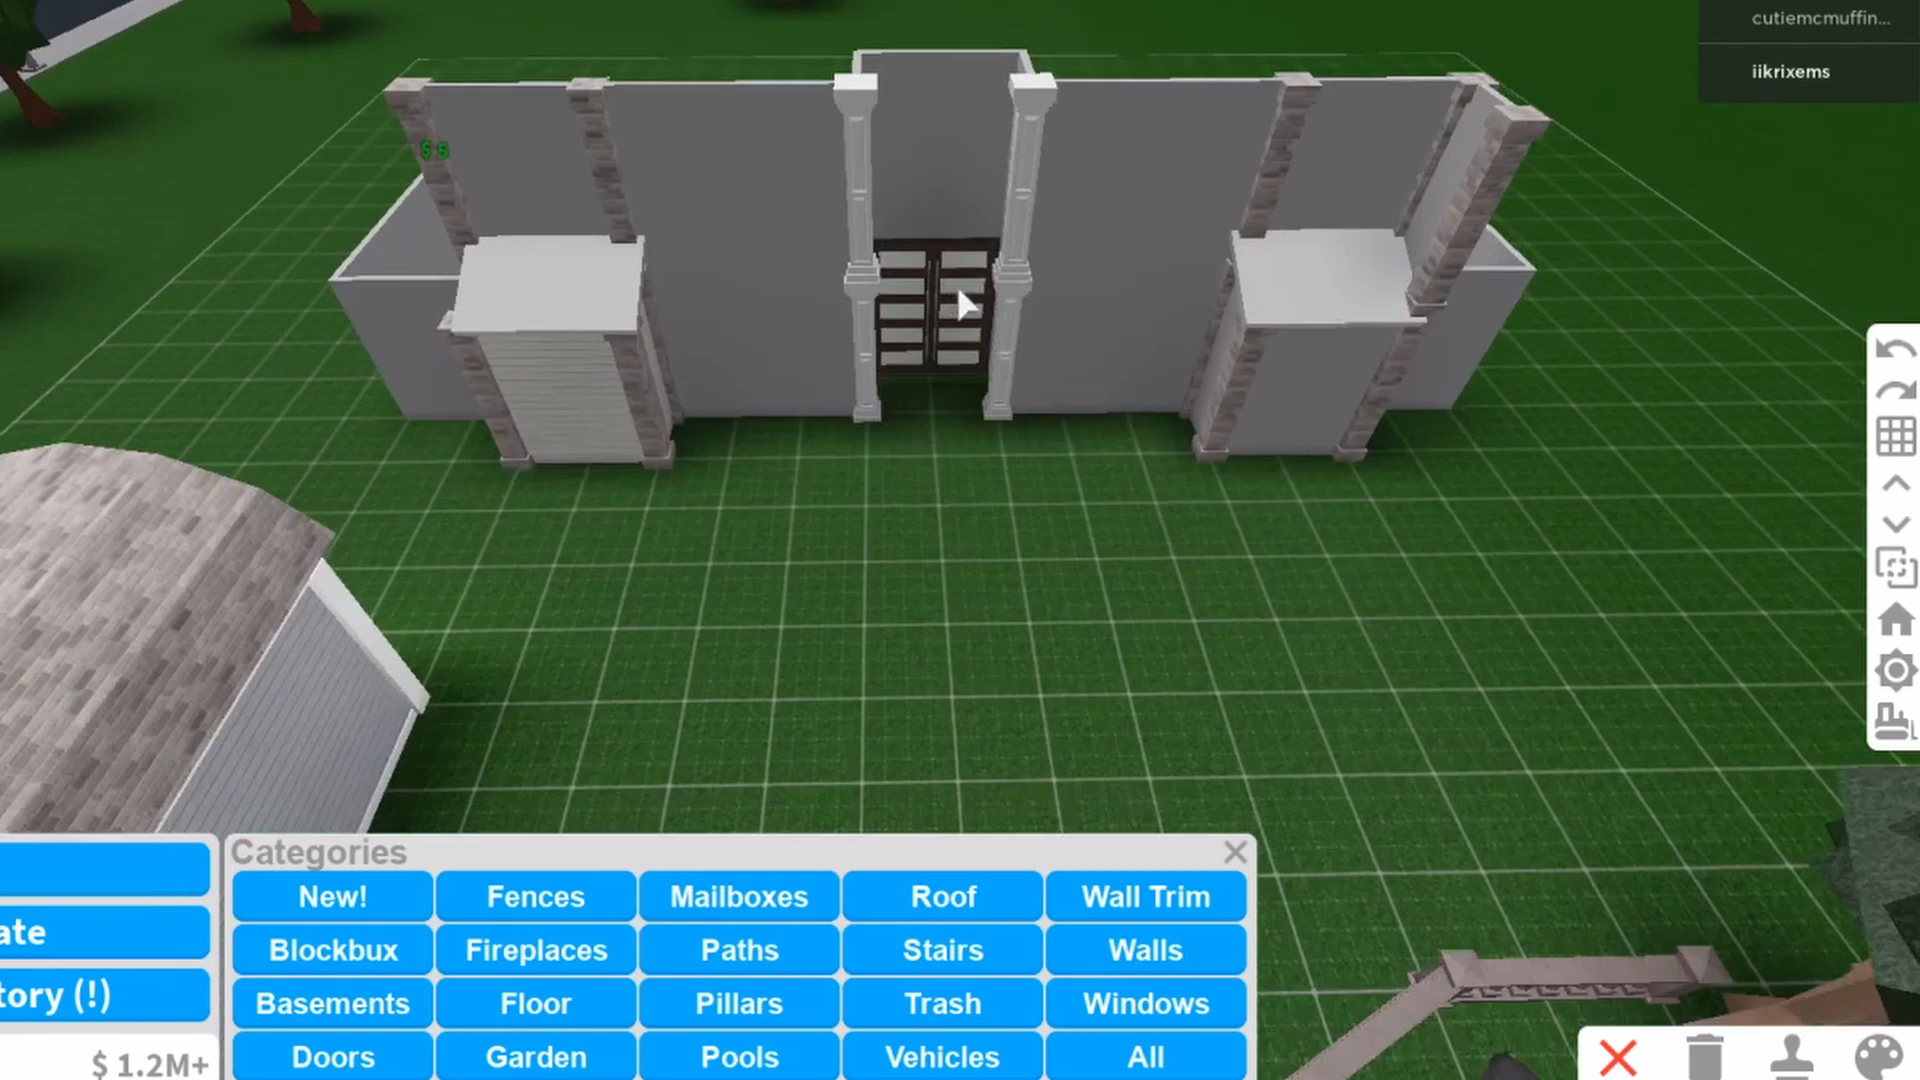 cutiemcmuffin...
iikrixems
$ 8
Categories
New!
Fences
Mailboxes
Roof
Wall Trim
Blockbux
Fireplaces
Paths
Stairs
Walls
Basements
Floor
Pillars
Trash
Windows
Doors
Garden
Pools
Vehicles
All
ate
tory (!)
$ 1.2M+